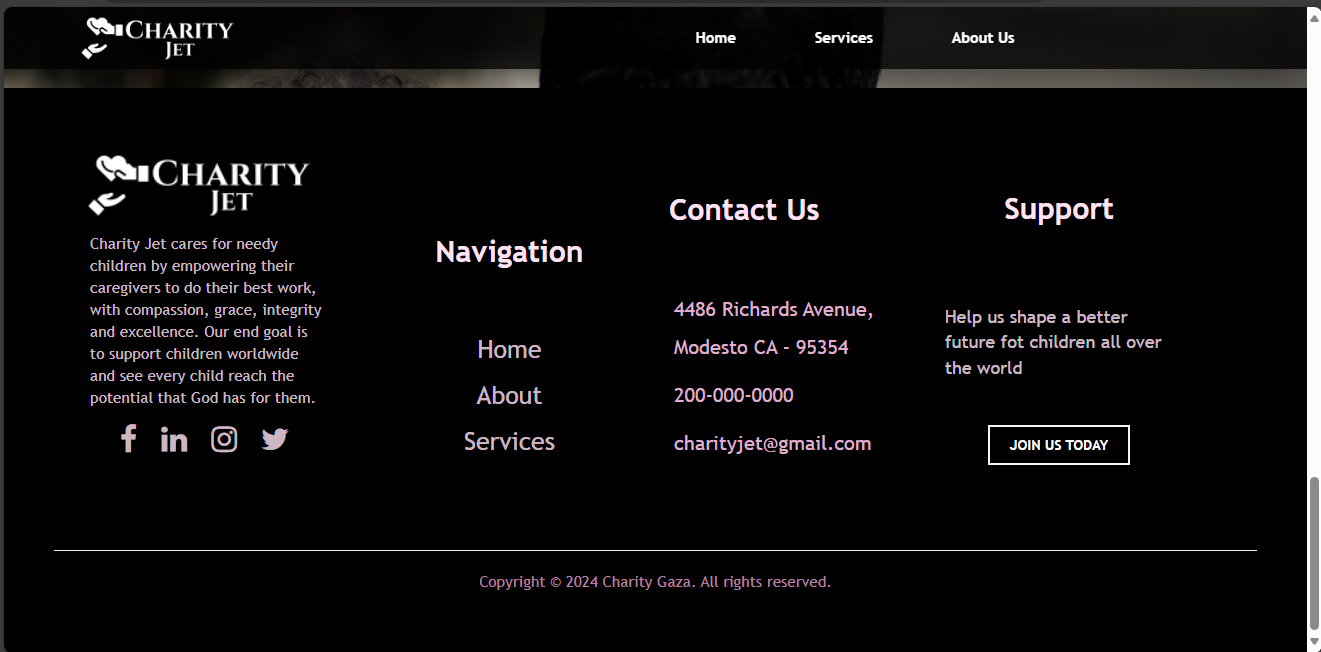 CHARITY
JET
Home
Services
About Us
CHARITY
JET
Charity Jet cares for needy
children by empowering their
caregivers to do their best work,
with compassion, grace, integrity
and excellence. Our end goal is
to support children worldwide
and see every child reach the
potential that God has for them.
Navigation
Home
About
Services
Contact Us
4486 Richards Avenue,
Modesto CA - 95354
200-000-0000
charityjet@gmail.com
Support
Help us shape a better
future fot children all over
the world
JOIN US TODAY
Copyright © 2024 Charity Gaza. All rights reserved.